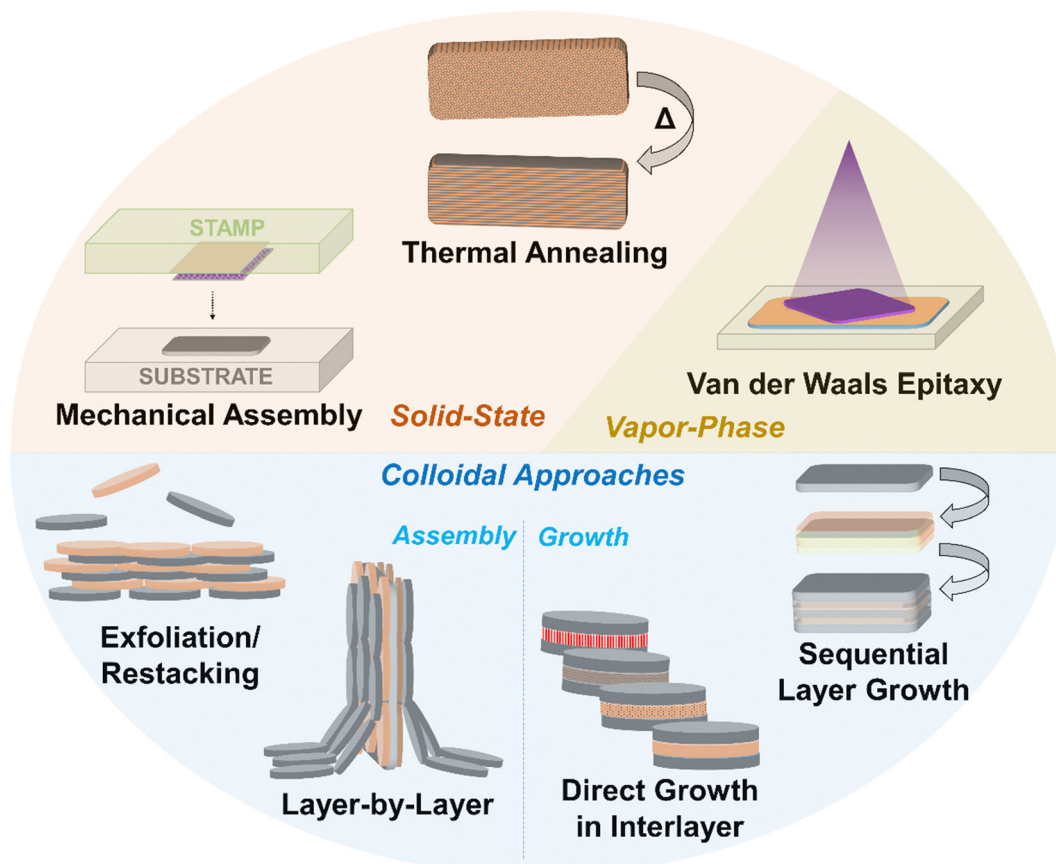 Δ
Thermal Annealing
STAMP
SUBSTRATE
Mechanical Assembly
Solid-State
Van der Waals Epitaxy
Vapor-Phase
Colloidal Approaches
Assembly
Growth
Exfoliation/
Restacking
Layer-by-Layer
Direct Growth
in Interlayer
Sequential
Layer Growth